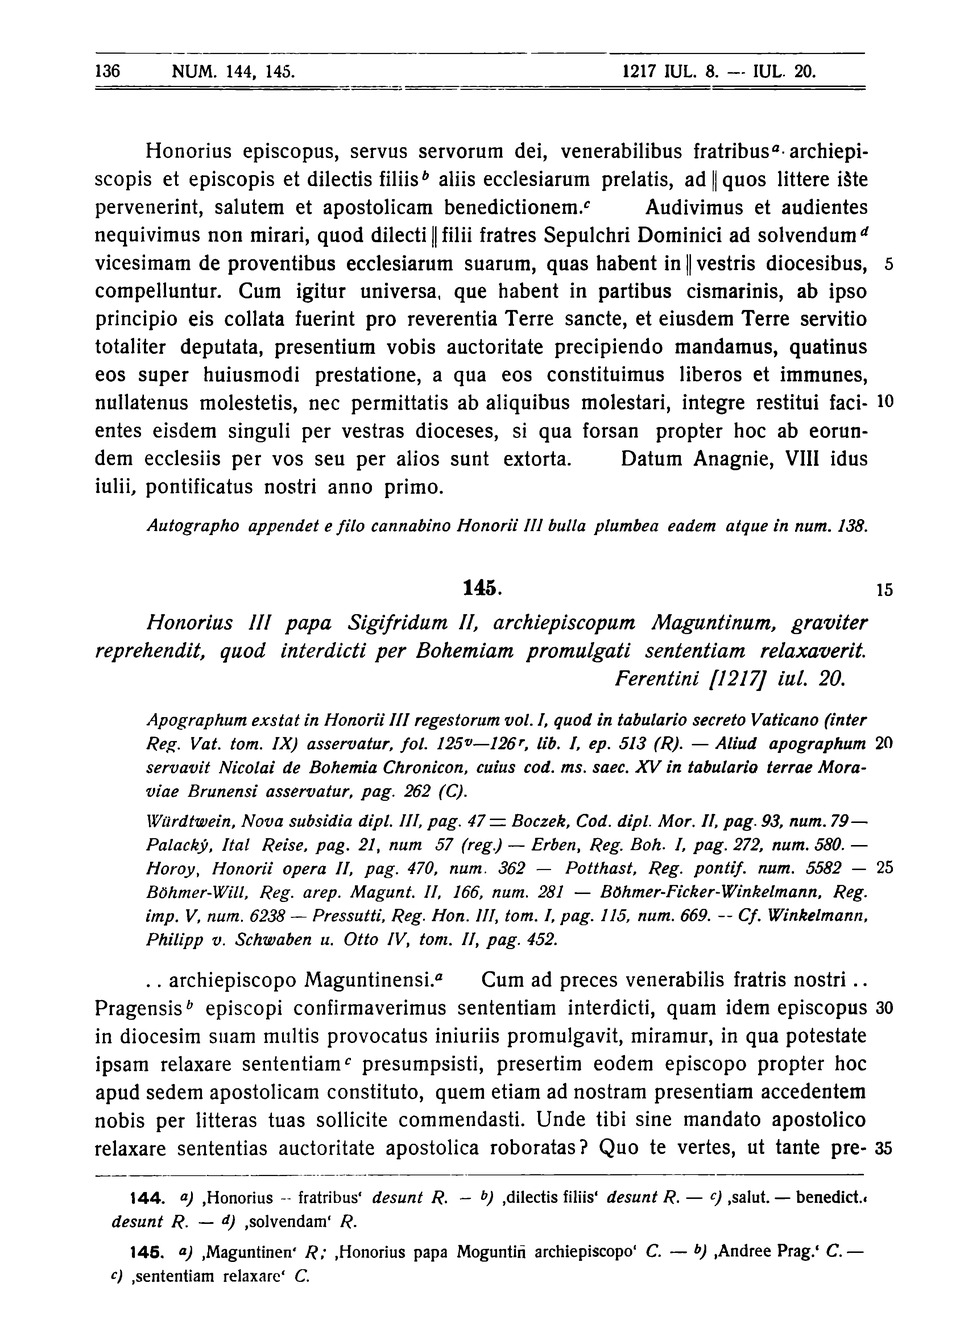 136 NUM. 144, 145. 1217 IUL. 8. — IUL. 20.
Honorius episcopus, servus servorum dei, venerabilibus fratribusᵃ· archiepi-
scopis et episcopis et dilectis filiisᵇ aliis ecclesiarum prelatis, ad ‖ quos littere iste
pervenerint, salutem et apostolicam benedictionem.ᶜ Audivimus et audientes
nequivimus non mirari, quod dilecti ‖ filii fratres Sepulchri Dominici ad solvendumᵈ
vicesimam de proventibus ecclesiarum suarum, quas habent in ‖ vestris diocesibus, 5
compelluntur. Cum igitur universa, que habent in partibus cismarinis, ab ipso
principio eis collata fuerint pro reverentia Terre sancte, et eiusdem Terre servitio
totaliter deputata, presentium vobis auctoritate precipiendo mandamus, quatinus
eos super huiusmodi prestatione, a qua eos constituimus liberos et immunes,
nullatenus molestetis, nec permittatis ab aliquibus molestari, integre restitui faci- 10
entes eisdem singuli per vestras dioceses, si qua forsan propter hoc ab eorun-
dem ecclesiis per vos seu per alios sunt extorta. Datum Anagnie, VIII idus
iulii, pontificatus nostri anno primo.
Autographo appendet e filo cannabino Honorii III bulla plumbea eadem atque in num. 138.
145. 15
Honorius III papa Sigifridum II, archiepiscopum Maguntinum, graviter
reprehendit, quod interdicti per Bohemiam promulgati sententiam relaxaverit.
Ferentini [1217] iul. 20.
Apographum exstat in Honorii III regestorum vol. I, quod in tabulario secreto Vaticano (inter
Reg. Vat. tom. IX) asservatur, fol. 125ᵛ—126ʳ, lib. I, ep. 513 (R). — Aliud apographum 20
servavit Nicolai de Bohemia Chronicon, cuius cod. ms. saec. XV in tabulario terrae Mora-
viae Brunensi asservatur, pag. 262 (C).
Würdtwein, Nova subsidia dipl. III, pag. 47 = Boczek, Cod. dipl. Mor. II, pag. 93, num. 79 —
Palacký, Ital Reise, pag. 21, num 57 (reg.) — Erben, Reg. Boh. I, pag. 272, num. 580. —
Horoy, Honorii opera II, pag. 470, num. 362 — Potthast, Reg. pontif. num. 5582 — 25
Böhmer-Will, Reg. arep. Magunt. II, 166, num. 281 — Böhmer-Ficker-Winkelmann, Reg.
imp. V, num. 6238 — Pressutti, Reg. Hon. III, tom. I, pag. 115, num. 669. -- Cf. Winkelmann,
Philipp v. Schwaben u. Otto IV, tom. II, pag. 452.
. . archiepiscopo Maguntinensi.ᵃ Cum ad preces venerabilis fratris nostri . .
Pragensisᵇ episcopi confirmaverimus sententiam interdicti, quam idem episcopus 30
in diocesim suam multis provocatus iniuriis promulgavit, miramur, in qua potestate
ipsam relaxare sententiamᶜ presumpsisti, presertim eodem episcopo propter hoc
apud sedem apostolicam constituto, quem etiam ad nostram presentiam accedentem
nobis per litteras tuas sollicite commendasti. Unde tibi sine mandato apostolico
relaxare sententias auctoritate apostolica roboratas? Quo te vertes, ut tante pre- 35
144. a) ‚Honorius -- fratribus‘ desunt R. — b) ‚dilectis filiis‘ desunt R. — c) ‚salut. — benedict.‘
desunt R. — d) ‚solvendam‘ R.
145. a) ‚Maguntinen‘ R; ‚Honorius papa Moguntiñ archiepiscopo‘ C. — b) ‚Andree Prag.‘ C. —
c) ‚sententiam relaxare‘ C.